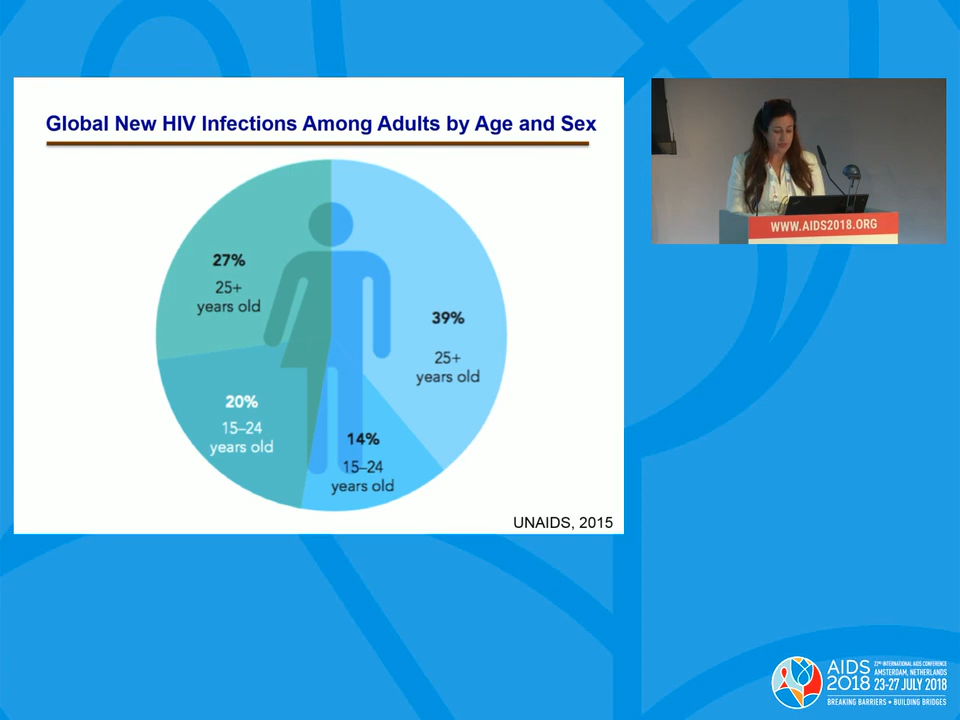 Global New HIV Infections Among Adults by Age and Sex
27%
25+
years old
39%
25+
years old
20%
15–24
years old
14%
15–24
years old
UNAIDS, 2015
WWW.AIDS2018.ORG
AIDS
2018
22ND INTERNATIONAL AIDS CONFERENCE
AMSTERDAM, NETHERLANDS
23-27 JULY 2018
BREAKING BARRIERS • BUILDING BRIDGES